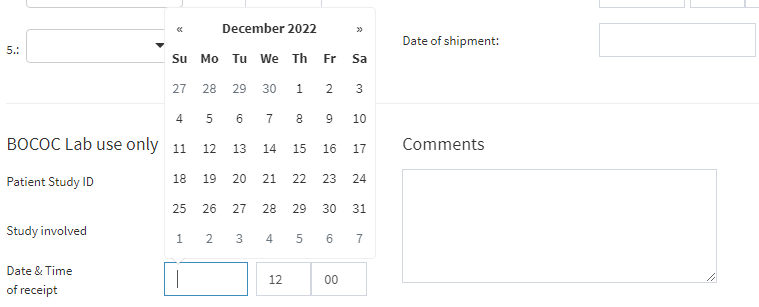 « December 2022 »
Su Mo Tu We Th Fr Sa
27 28 29 30 1 2 3
4 5 6 7 8 9 10
11 12 13 14 15 16 17
18 19 20 21 22 23 24
25 26 27 28 29 30 31
1 2 3 4 5 6 7
5.:
Date of shipment:
BOCOC Lab use only
Patient Study ID
Study involved
Date & Time
of receipt
12
00
Comments